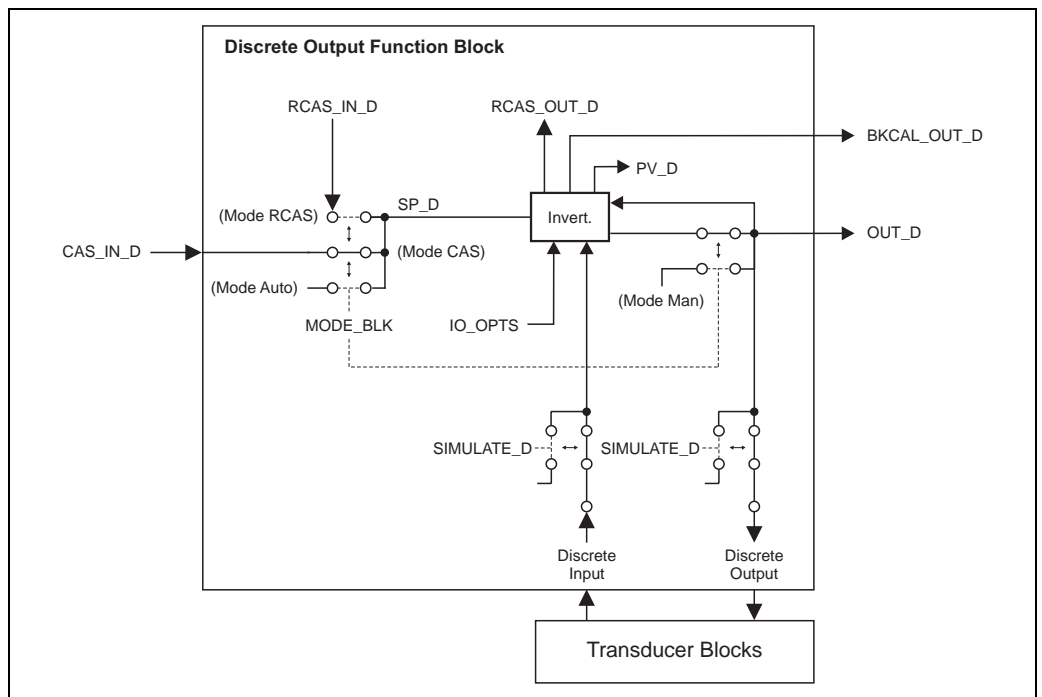 Discrete Output Function Block
RCAS_IN_D
RCAS_OUT_D
BKCAL_OUT_D
PV_D
(Mode RCAS)
SP_D
Invert.
CAS_IN_D
(Mode CAS)
OUT_D
(Mode Auto)
(Mode Man)
MODE_BLK
IO_OPTS
SIMULATE_D
SIMULATE_D
Discrete
Input
Discrete
Output
Transducer Blocks